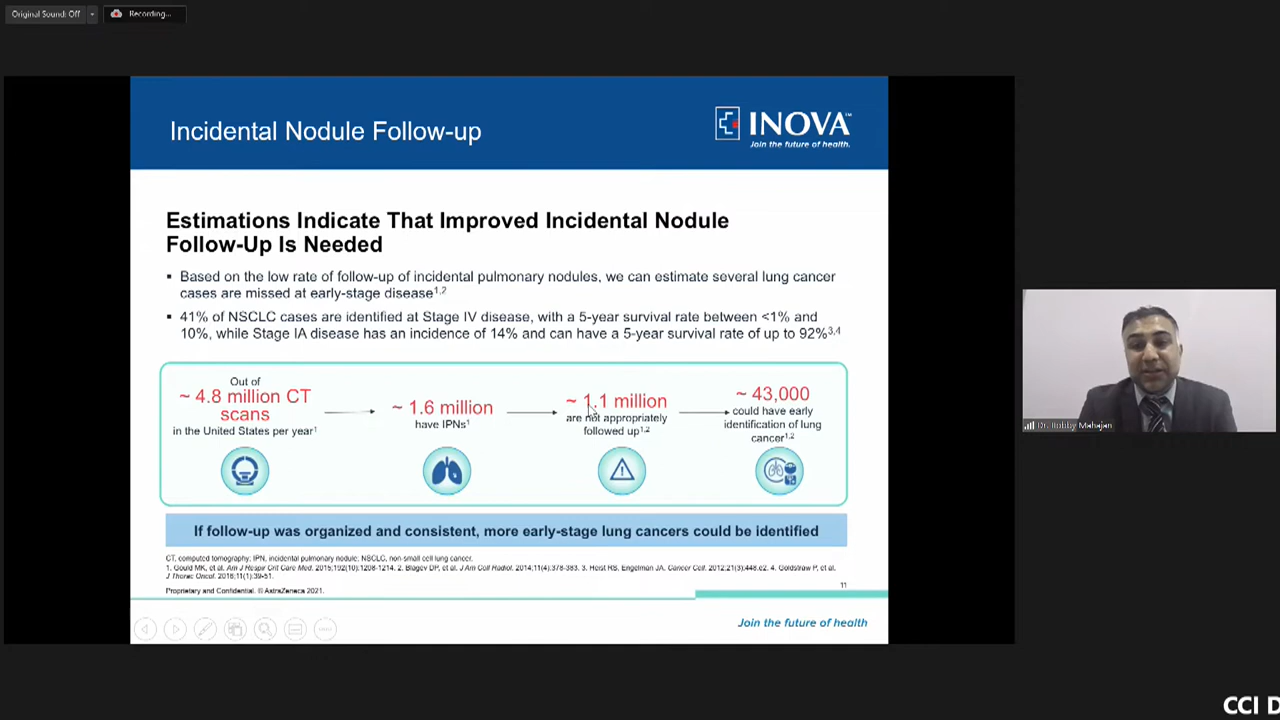 Original Sound: Off
Recording...
Incidental Nodule Follow-up
INOVA™
Join the future of health.
Estimations Indicate That Improved Incidental Nodule
Follow-Up Is Needed
▪ Based on the low rate of follow-up of incidental pulmonary nodules, we can estimate several lung cancer
cases are missed at early-stage disease1,2
▪ 41% of NSCLC cases are identified at Stage IV disease, with a 5-year survival rate between <1% and
10%, while Stage IA disease has an incidence of 14% and can have a 5-year survival rate of up to 92%3,4
Out of
~ 4.8 million CT
scans
in the United States per year1
~ 1.6 million
have IPNs1
~ 1.1 million
are not appropriately
followed up1,2
~ 43,000
could have early
identification of lung
cancer1,2
If follow-up was organized and consistent, more early-stage lung cancers could be identified
CT, computed tomography; IPN, incidental pulmonary nodule; NSCLC, non-small cell lung cancer.
1. Gould MK, et al. Am J Respir Crit Care Med. 2015;192(10):1208-1214. 2. Blagev DP, et al. J Am Coll Radiol. 2014;11(4):378-383. 3. Heist RS, Engelman JA. Cancer Cell. 2012;21(3):448.e2. 4. Goldstraw P, et al.
J Thorac Oncol. 2016;11(1):39-51.
11
Proprietary and Confidential. © AstraZeneca 2021.
Join the future of health
Dr. Bobby Mahajan
CCI D